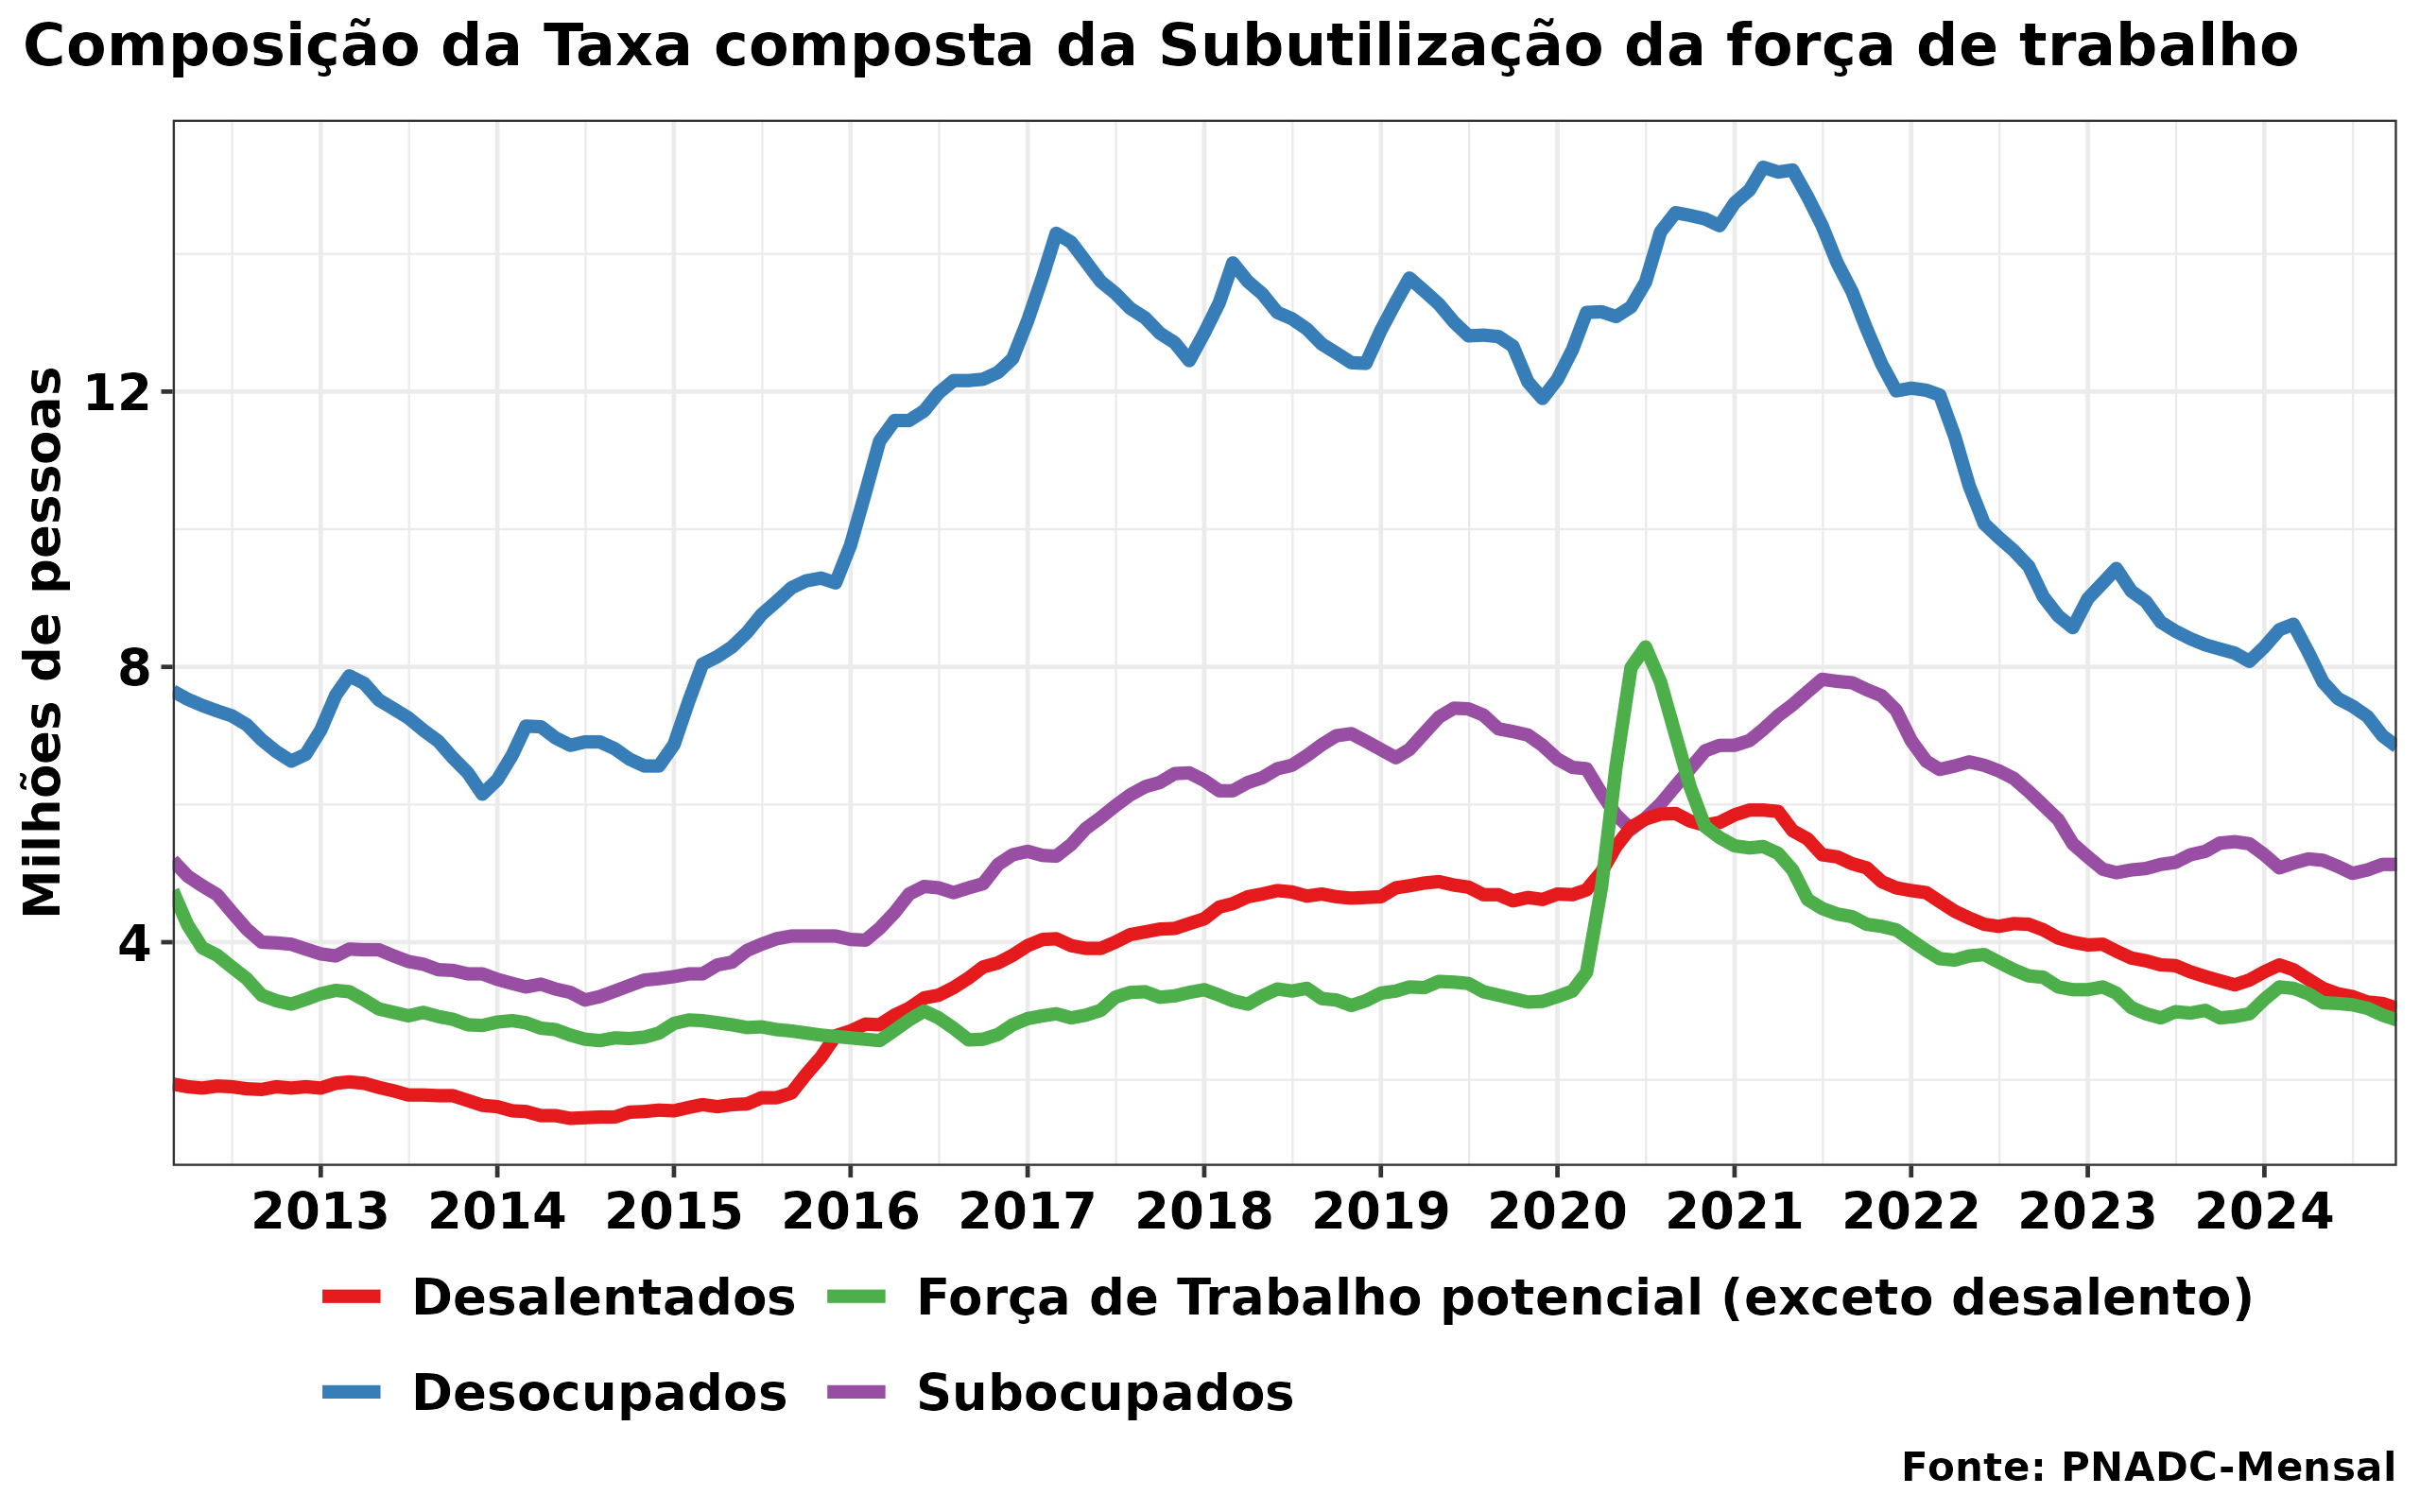 Composição da Taxa composta da Subutilização da força de trabalho
Milhões de pessoas
12
8
4
2013 2014 2015 2016 2017 2018 2019 2020 2021 2022 2023 2024
Desalentados Força de Trabalho potencial (exceto desalento)
Desocupados Subocupados
Fonte: PNADC-Mensal